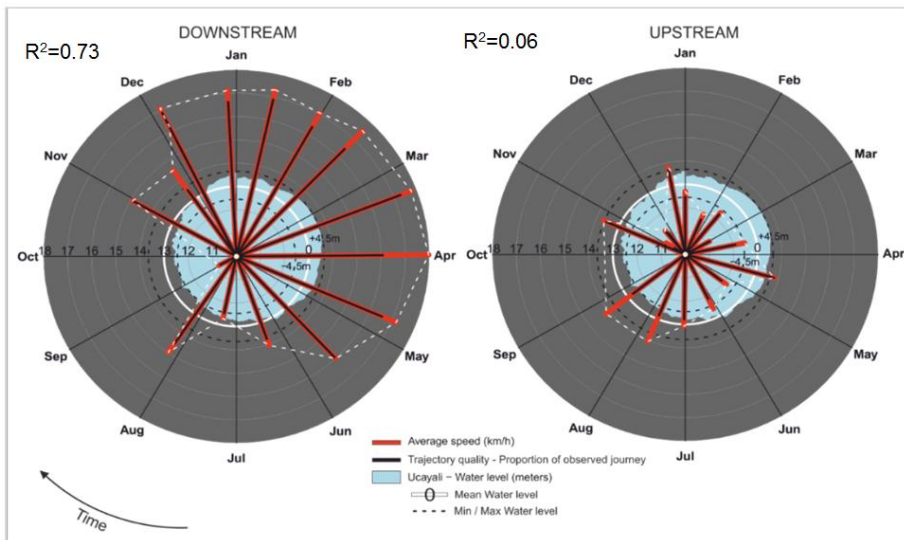 DOWNSTREAM
R²=0.73
Jan
Feb
Mar
Apr
May
Jun
Jul
Aug
Sep
Oct
Nov
Dec
18 17 16 15 14 13 12 11
+4,5m
0
-4,5m
UPSTREAM
R²=0.06
Jan
Feb
Mar
Apr
May
Jun
Jul
Aug
Sep
Oct
Nov
Dec
18 17 16 15 14 13 12 11
+4,5m
0
-4,5m
Average speed (km/h)
Trajectory quality - Proportion of observed journey
Ucayali – Water level (meters)
0 Mean Water level
Min / Max Water level
Time